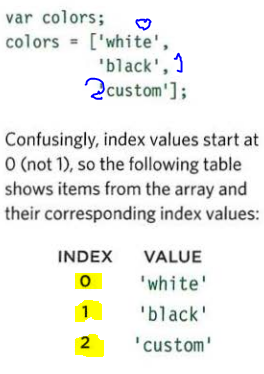 var colors;
0
colors = ['white',
'black', 1
2 'custom'];
Confusingly, index values start at
0 (not 1), so the following table
shows items from the array and
their corresponding index values:
INDEX VALUE
0 'white'
1 'black'
2 'custom'